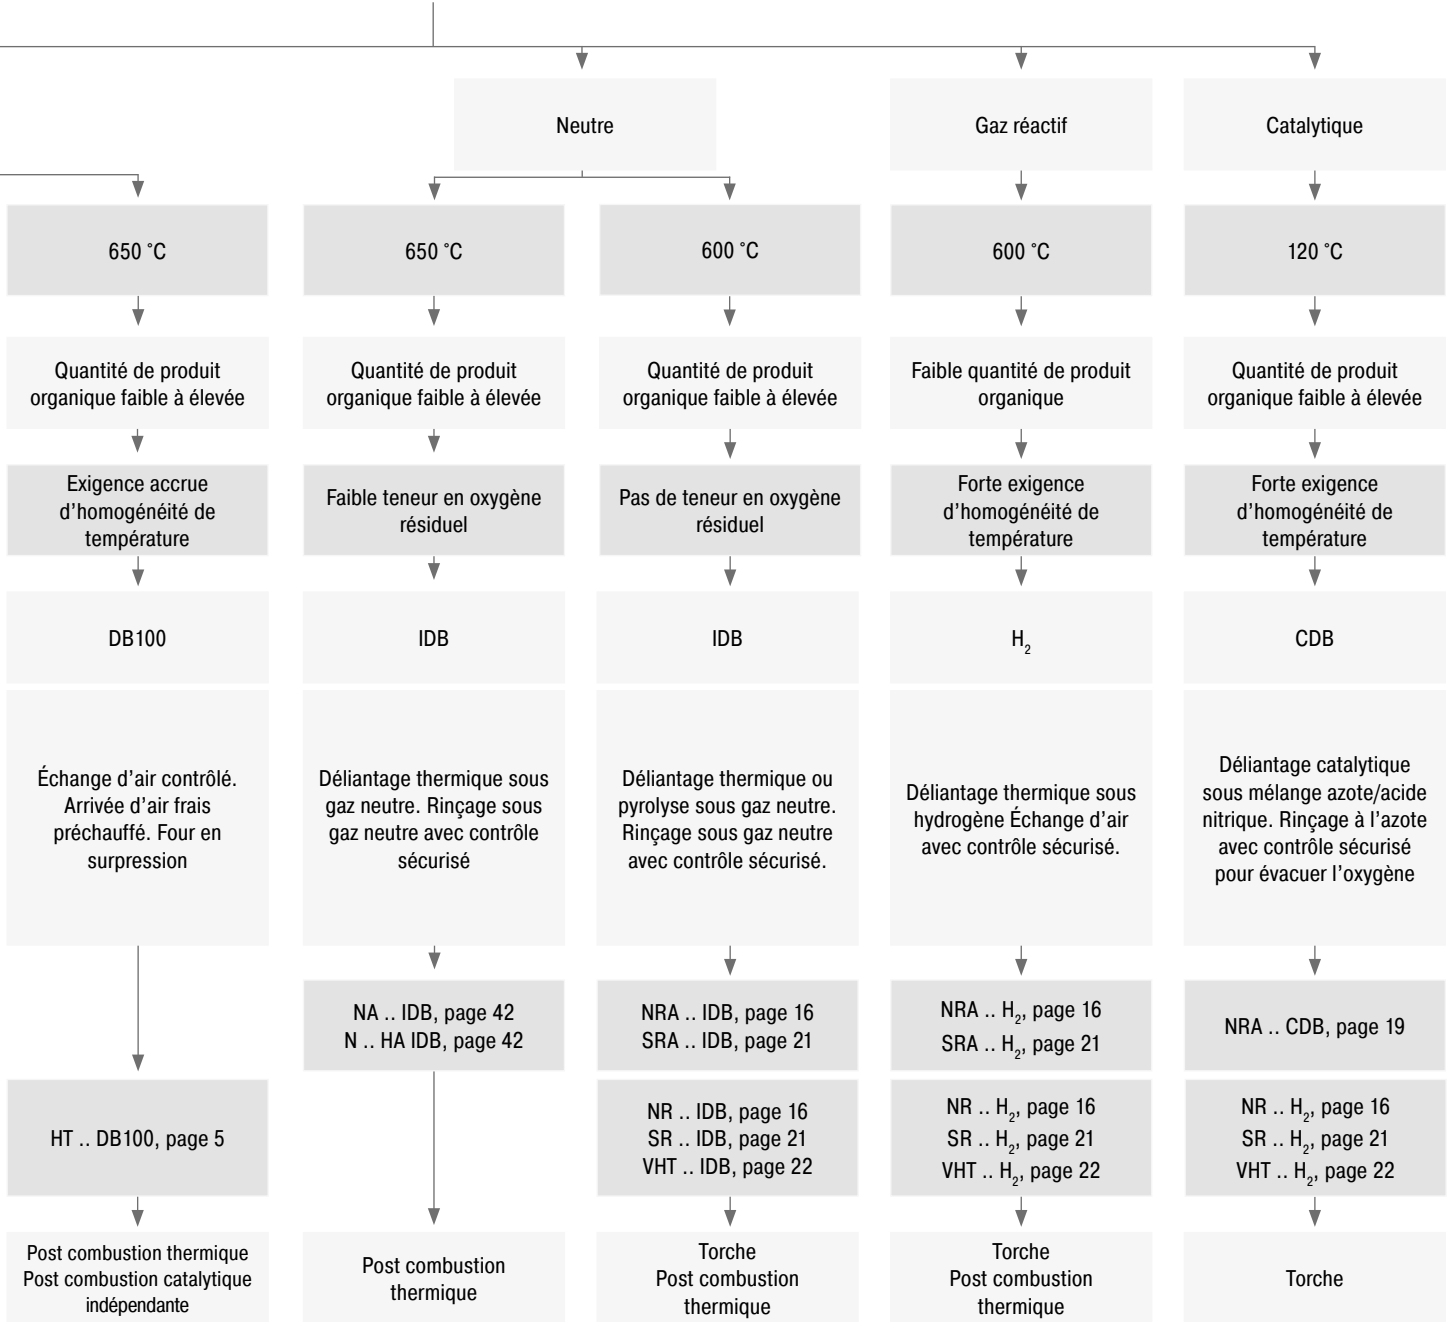 Neutre
Gaz réactif
Catalytique
650 °C
650 °C
600 °C
600 °C
120 °C
Quantité de produit
organique faible à élevée
Quantité de produit
organique faible à élevée
Quantité de produit
organique faible à élevée
Faible quantité de produit
organique
Quantité de produit
organique faible à élevée
Exigence accrue
d'homogénéité de
température
Faible teneur en oxygène
résiduel
Pas de teneur en oxygène
résiduel
Forte exigence
d'homogénéité de
température
Forte exigence
d'homogénéité de
température
DB100
IDB
IDB
H₂
CDB
Échange d'air contrôlé.
Arrivée d'air frais
préchauffé. Four en
surpression
Déliantage thermique sous
gaz neutre. Rinçage sous
gaz neutre avec contrôle
sécurisé
Déliantage thermique ou
pyrolyse sous gaz neutre.
Rinçage sous gaz neutre
avec contrôle sécurisé.
Déliantage thermique sous
hydrogène Échange d'air
avec contrôle sécurisé.
Déliantage catalytique
sous mélange azote/acide
nitrique. Rinçage à l'azote
avec contrôle sécurisé
pour évacuer l'oxygène
NA .. IDB, page 42
N .. HA IDB, page 42
NRA .. IDB, page 16
SRA .. IDB, page 21
NRA .. H₂, page 16
SRA .. H₂, page 21
NRA .. CDB, page 19
HT .. DB100, page 5
NR .. IDB, page 16
SR .. IDB, page 21
VHT .. IDB, page 22
NR .. H₂, page 16
SR .. H₂, page 21
VHT .. H₂, page 22
NR .. H₂, page 16
SR .. H₂, page 21
VHT .. H₂, page 22
Post combustion thermique
Post combustion catalytique
indépendante
Post combustion
thermique
Torche
Post combustion
thermique
Torche
Post combustion
thermique
Torche